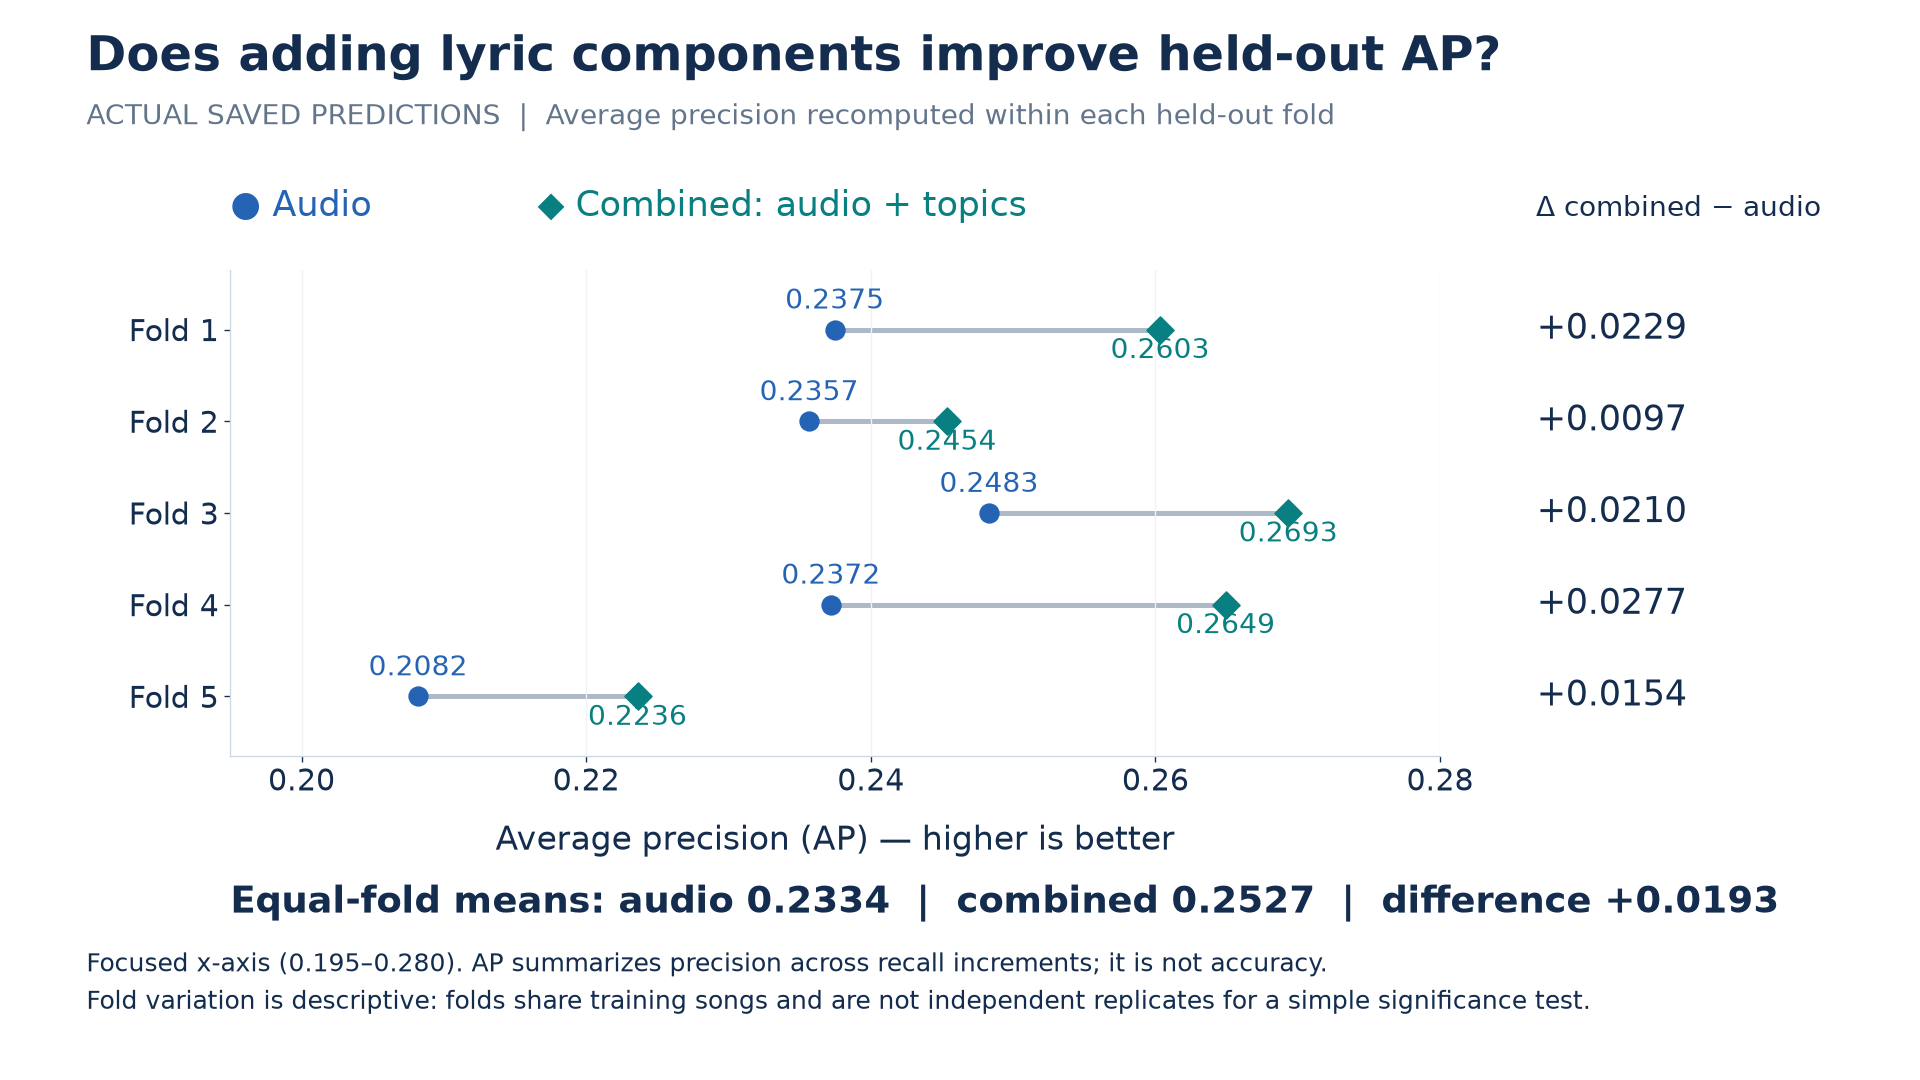 Does adding lyric components improve held-out AP?
ACTUAL SAVED PREDICTIONS | Average precision recomputed within each held-out fold
Audio
Combined: audio + topics
Δ combined − audio
Fold 1
0.2375
0.2603
+0.0229
Fold 2
0.2357
0.2454
+0.0097
Fold 3
0.2483
0.2693
+0.0210
Fold 4
0.2372
0.2649
+0.0277
Fold 5
0.2082
0.2236
+0.0154
0.20 0.22 0.24 0.26 0.28
Average precision (AP) — higher is better
Equal-fold means: audio 0.2334 | combined 0.2527 | difference +0.0193
Focused x-axis (0.195–0.280). AP summarizes precision across recall increments; it is not accuracy.
Fold variation is descriptive: folds share training songs and are not independent replicates for a simple significance test.